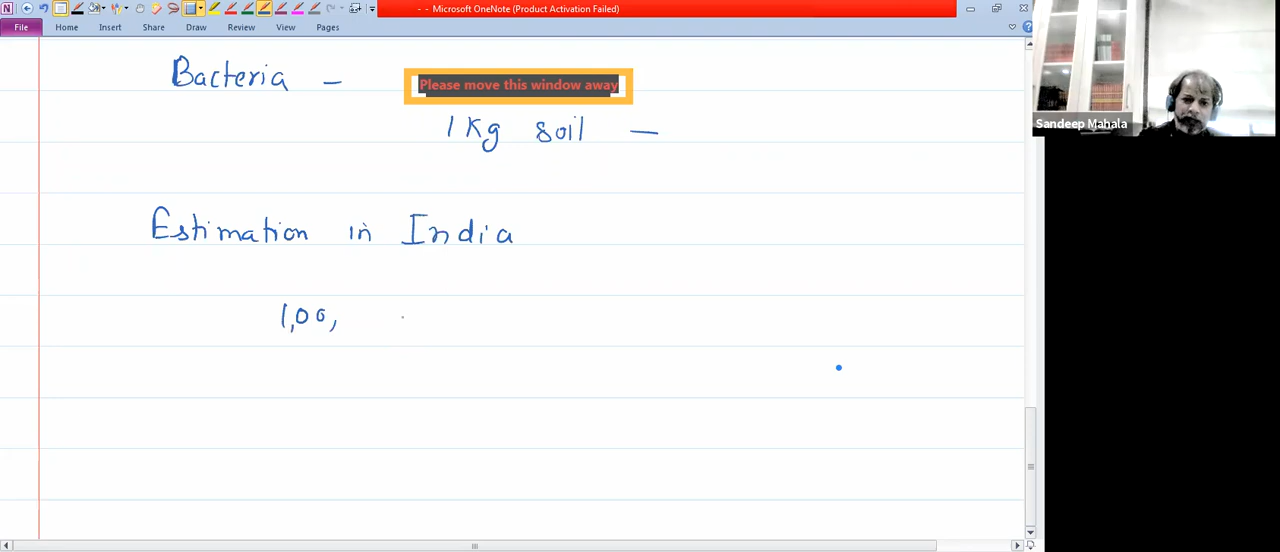 - - Microsoft OneNote (Product Activation Failed)
File Home Insert Share Draw Review View Pages
Bacteria -
Please move this window away
1 Kg soil -
Sandeep Mahala
Estimation in India
1,00,